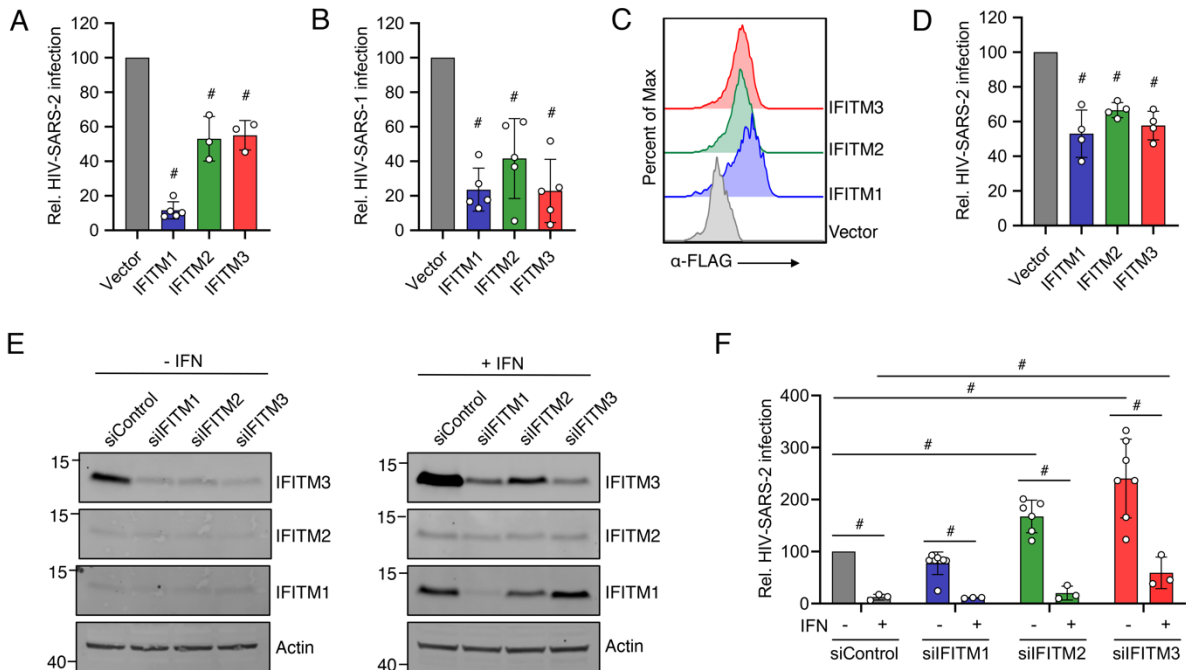 A
Rel. HIV-SARS-2 infection
120
100
80
60
40
20
0
#
#
#
Vector
IFITM1
IFITM2
IFITM3
B
Rel. HIV-SARS-1 infection
120
100
80
60
40
20
0
#
#
#
Vector
IFITM1
IFITM2
IFITM3
C
Percent of Max
IFITM3
IFITM2
IFITM1
Vector
α-FLAG
D
Rel. HIV-SARS-2 infection
120
100
80
60
40
20
0
#
#
#
Vector
IFITM1
IFITM2
IFITM3
E
- IFN
siControl
siIFITM1
siIFITM2
siIFITM3
15
IFITM3
15
IFITM2
15
IFITM1
Actin
40
+ IFN
siControl
siIFITM1
siIFITM2
siIFITM3
15
IFITM3
15
IFITM2
15
IFITM1
Actin
40
F
Rel. HIV-SARS-2 infection
400
300
200
100
0
#
#
#
#
#
#
#
IFN - + - + - + - +
siControl siIFITM1 siIFITM2 siIFITM3